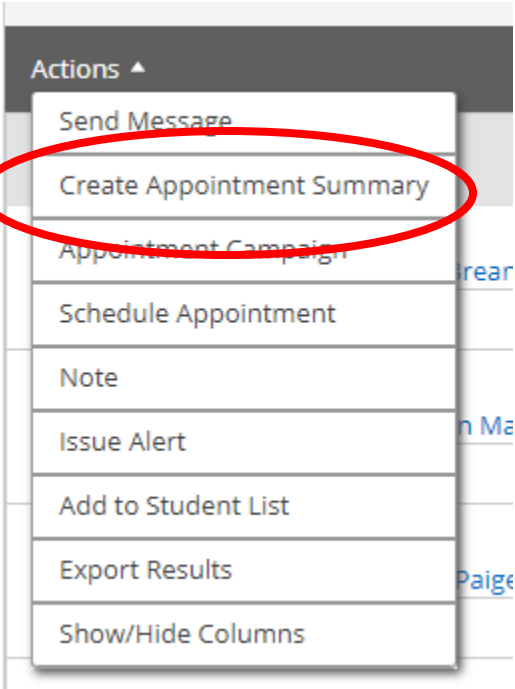 Actions
Send Message
Create Appointment Summary
Appointment Campaign
Schedule Appointment
Note
Issue Alert
Add to Student List
Export Results
Show/Hide Columns
Paige